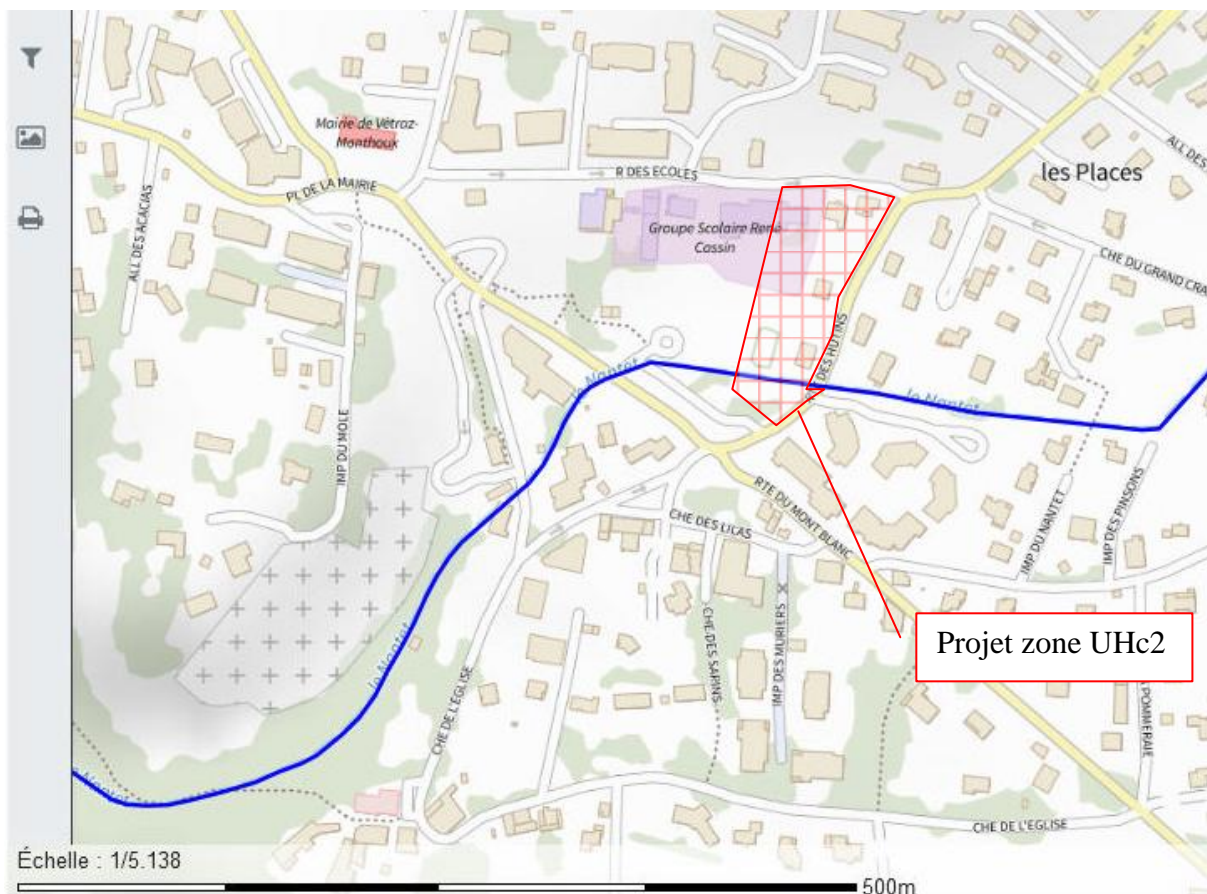 Mairie de Vétraz-
Monthoux
R DES ECOLES
PL DE LA MAIRIE
ALL DES ACACIAS
les Places
ALL DES
Groupe Scolaire René
Cassin
CHE DU GRAND CRA
DES HUTINS
le Nantet
le Nantet
IMP DU MOLE
RTE DU MONT BLANC
CHE DES LILAS
IMP DU NANTET
IMP DES PINSONS
CHE DES SAPINS
IMP DES MURIERS
Projet zone UHc2
POMMERAIE
le Nantet
CHE DE L'EGLISE
le Nantet
CHE DE L'EGLISE
Échelle : 1/5.138
500m